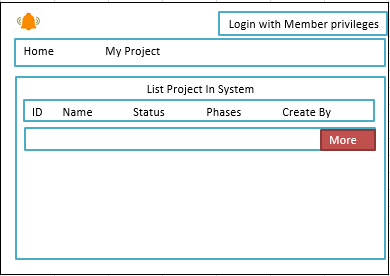 Login with Member privileges
Home My Project
List Project In System
ID Name Status Phases Create By
More